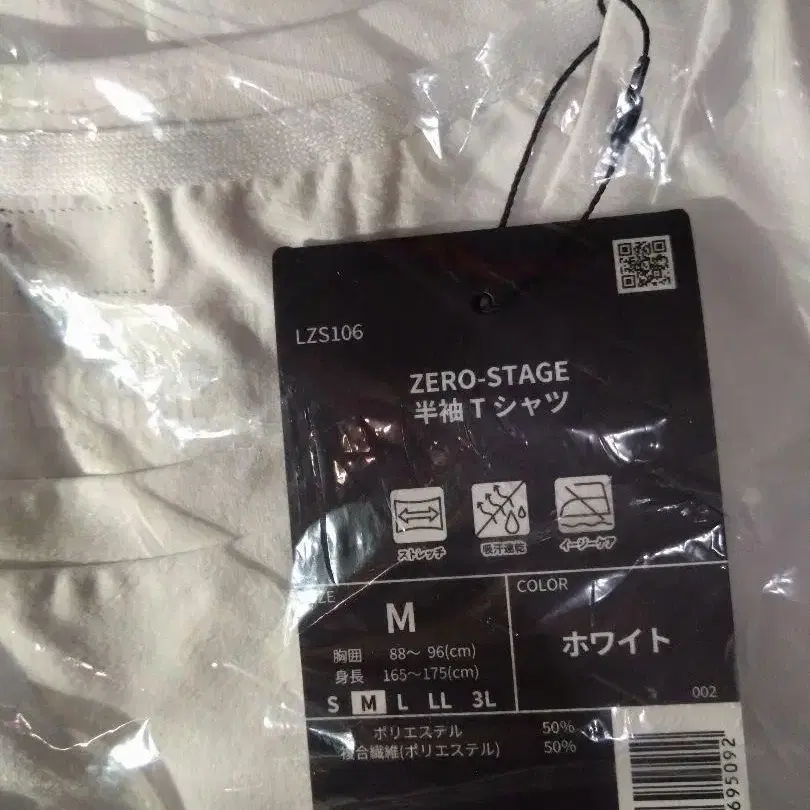 LZS106
ZERO-STAGE
半袖Tシャツ
ストレッチ
吸汗速乾
イージーケア
COLOR
M
ホワイト
胸囲 88～ 96(cm)
身長 165～175(cm)
S M L LL 3L
002
ポリエステル 50%
複合繊維(ポリエステル) 50%
695092